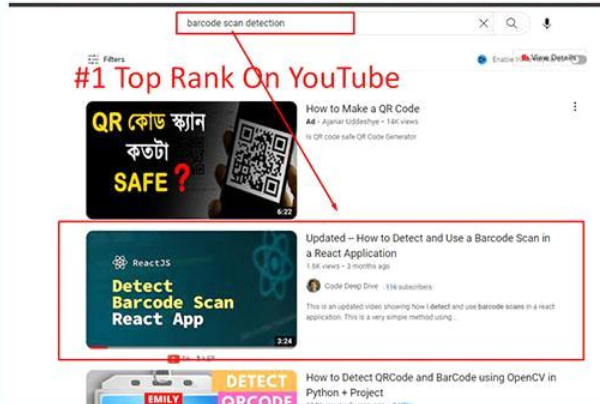 barcode scan detection
Filters
View Details
#1 Top Rank On YouTube
QR কোড স্ক্যান
কতটা
SAFE ?
6:22
How to Make a QR Code
Ad - Ajanar Uddeshye - 14K views
Is QR code safe QR Code Generator
ReactJS
Detect
Barcode Scan
React App
3:24
Updated – How to Detect and Use a Barcode Scan in
a React Application
1.6K views - 3 months ago
Code Deep Dive 116 subscribers
This is an updated video showing how I detect and use barcode scans in a react
application. This is a very simple method using ...
DETECT
QRCODE
EMILY
How to Detect QRCode and BarCode using OpenCV in
Python + Project